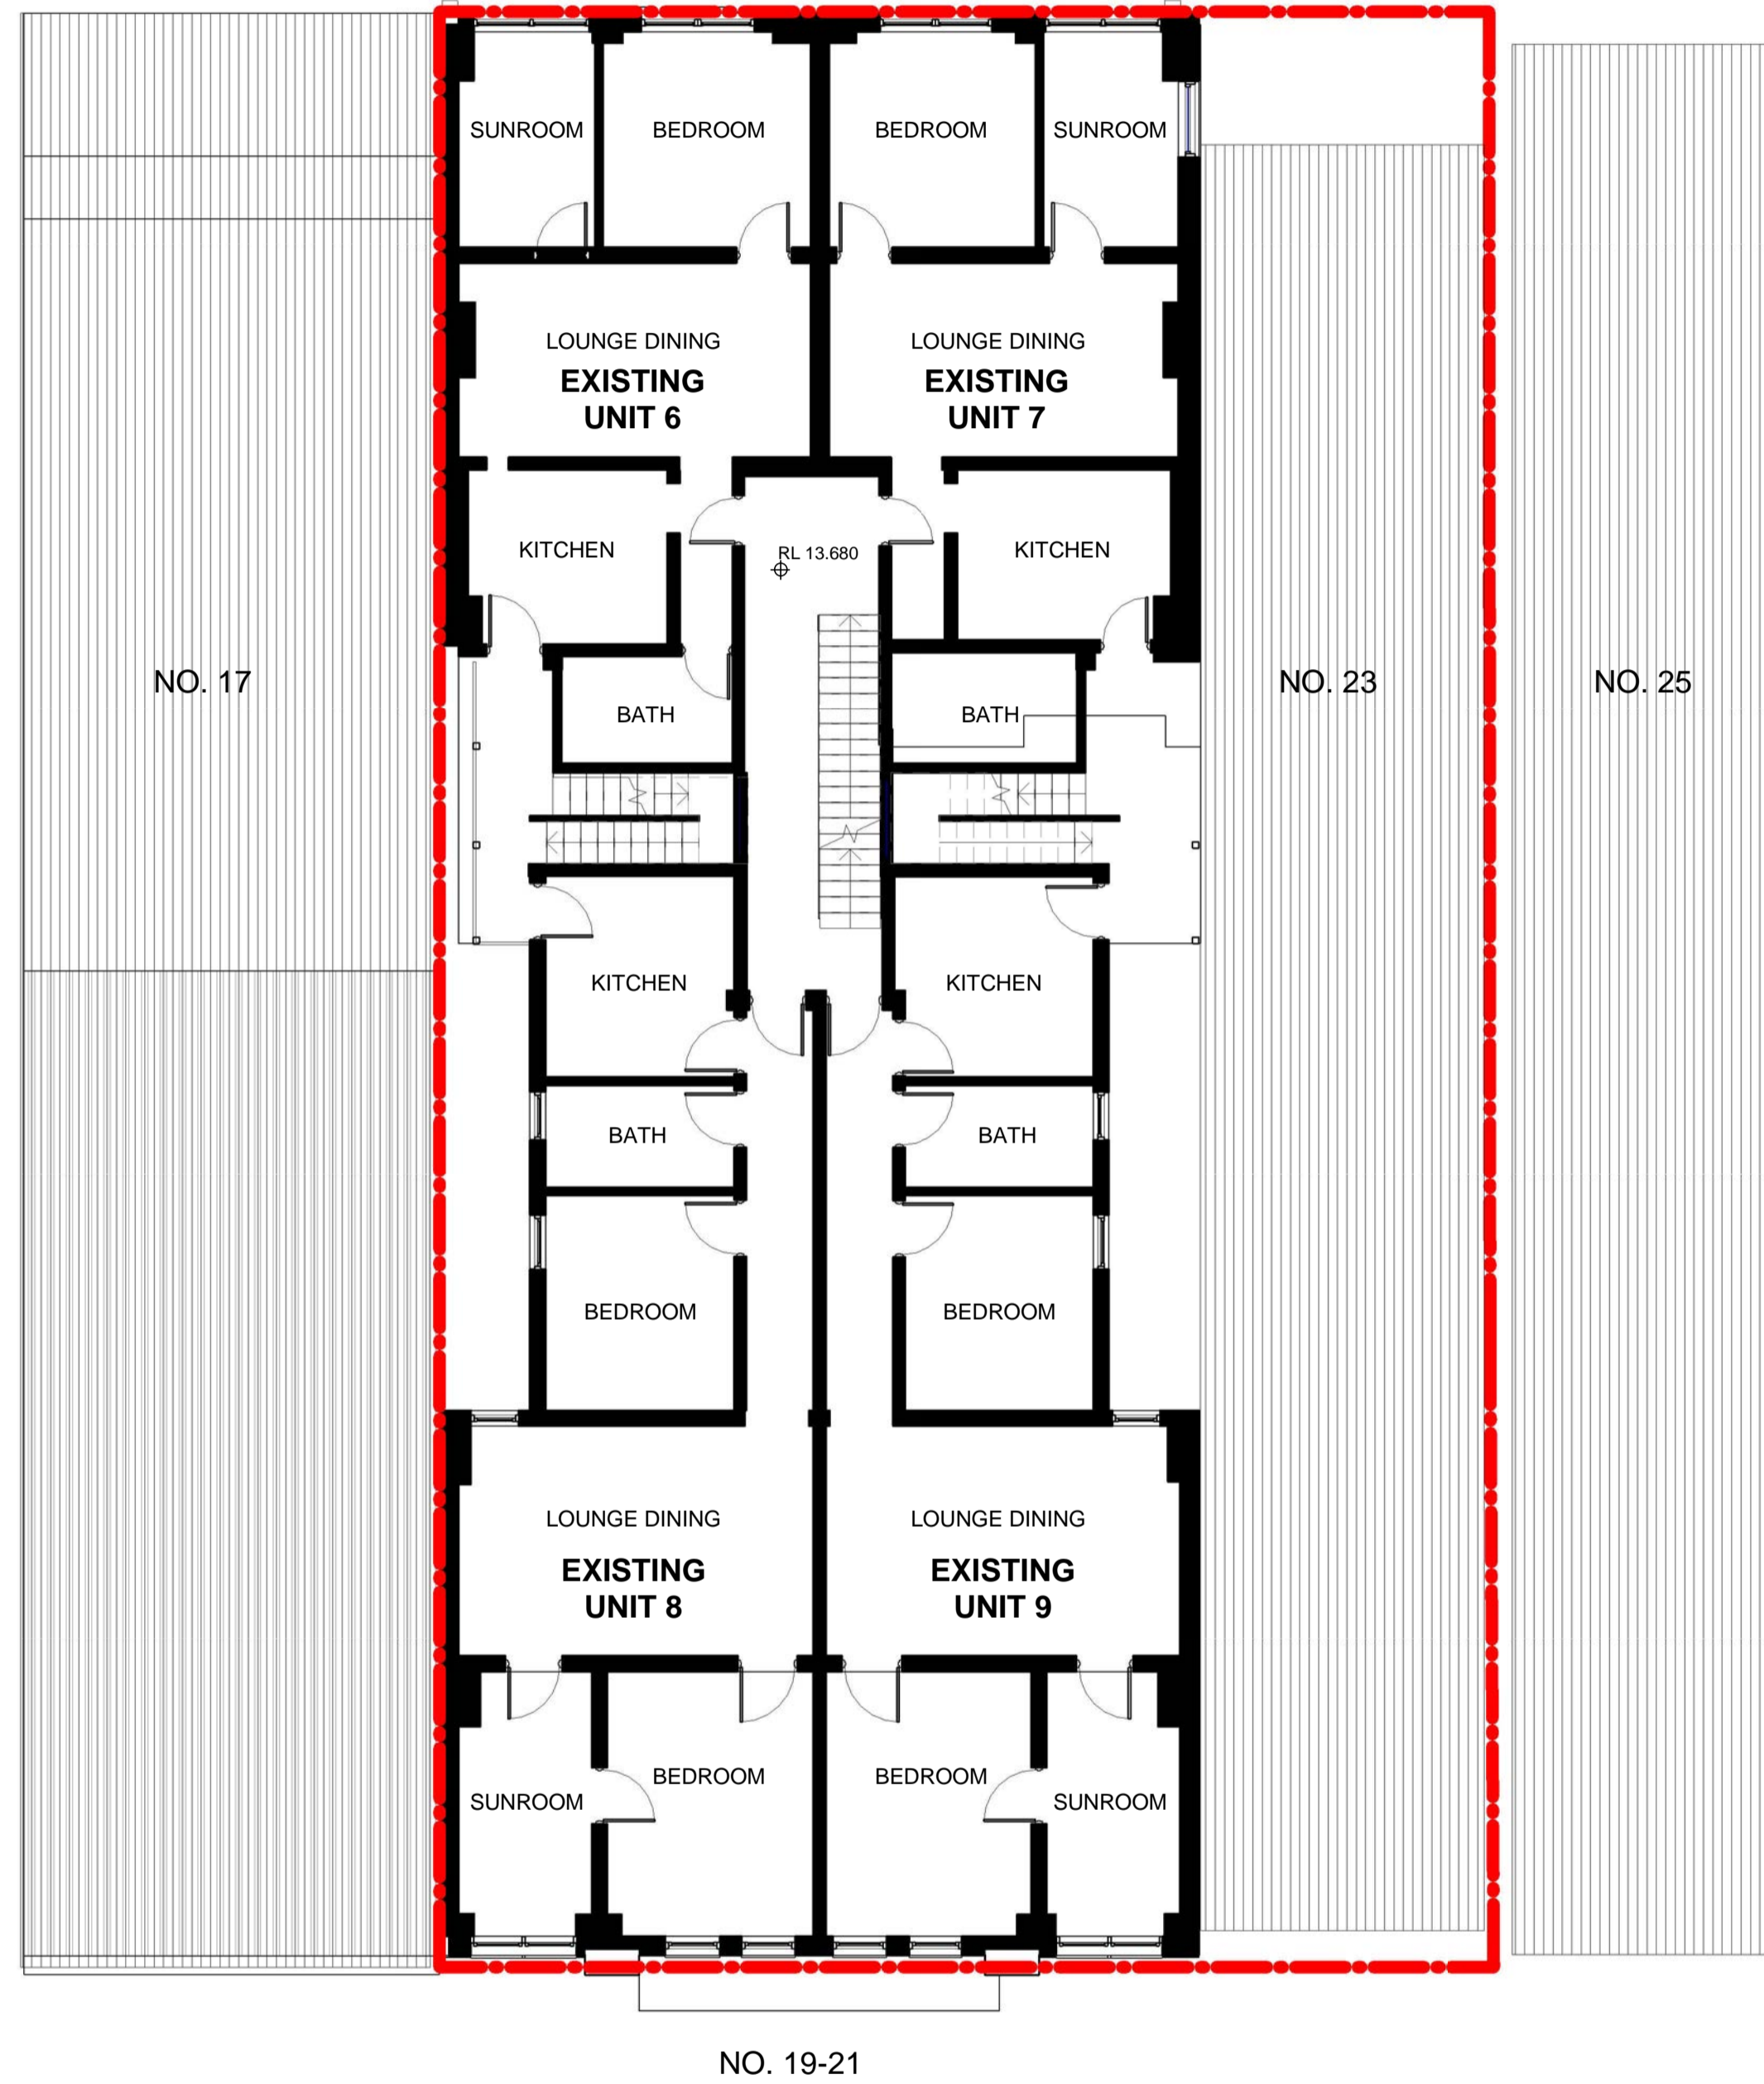 SUNROOM
BEDROOM
BEDROOM
SUNROOM
LOUNGE DINING
EXISTING
UNIT 6
LOUNGE DINING
EXISTING
UNIT 7
KITCHEN
RL 13.680
KITCHEN
NO. 17
BATH
BATH
NO. 23
NO. 25
KITCHEN
KITCHEN
BATH
BATH
BEDROOM
BEDROOM
LOUNGE DINING
EXISTING
UNIT 8
LOUNGE DINING
EXISTING
UNIT 9
SUNROOM
BEDROOM
BEDROOM
SUNROOM
NO. 19-21